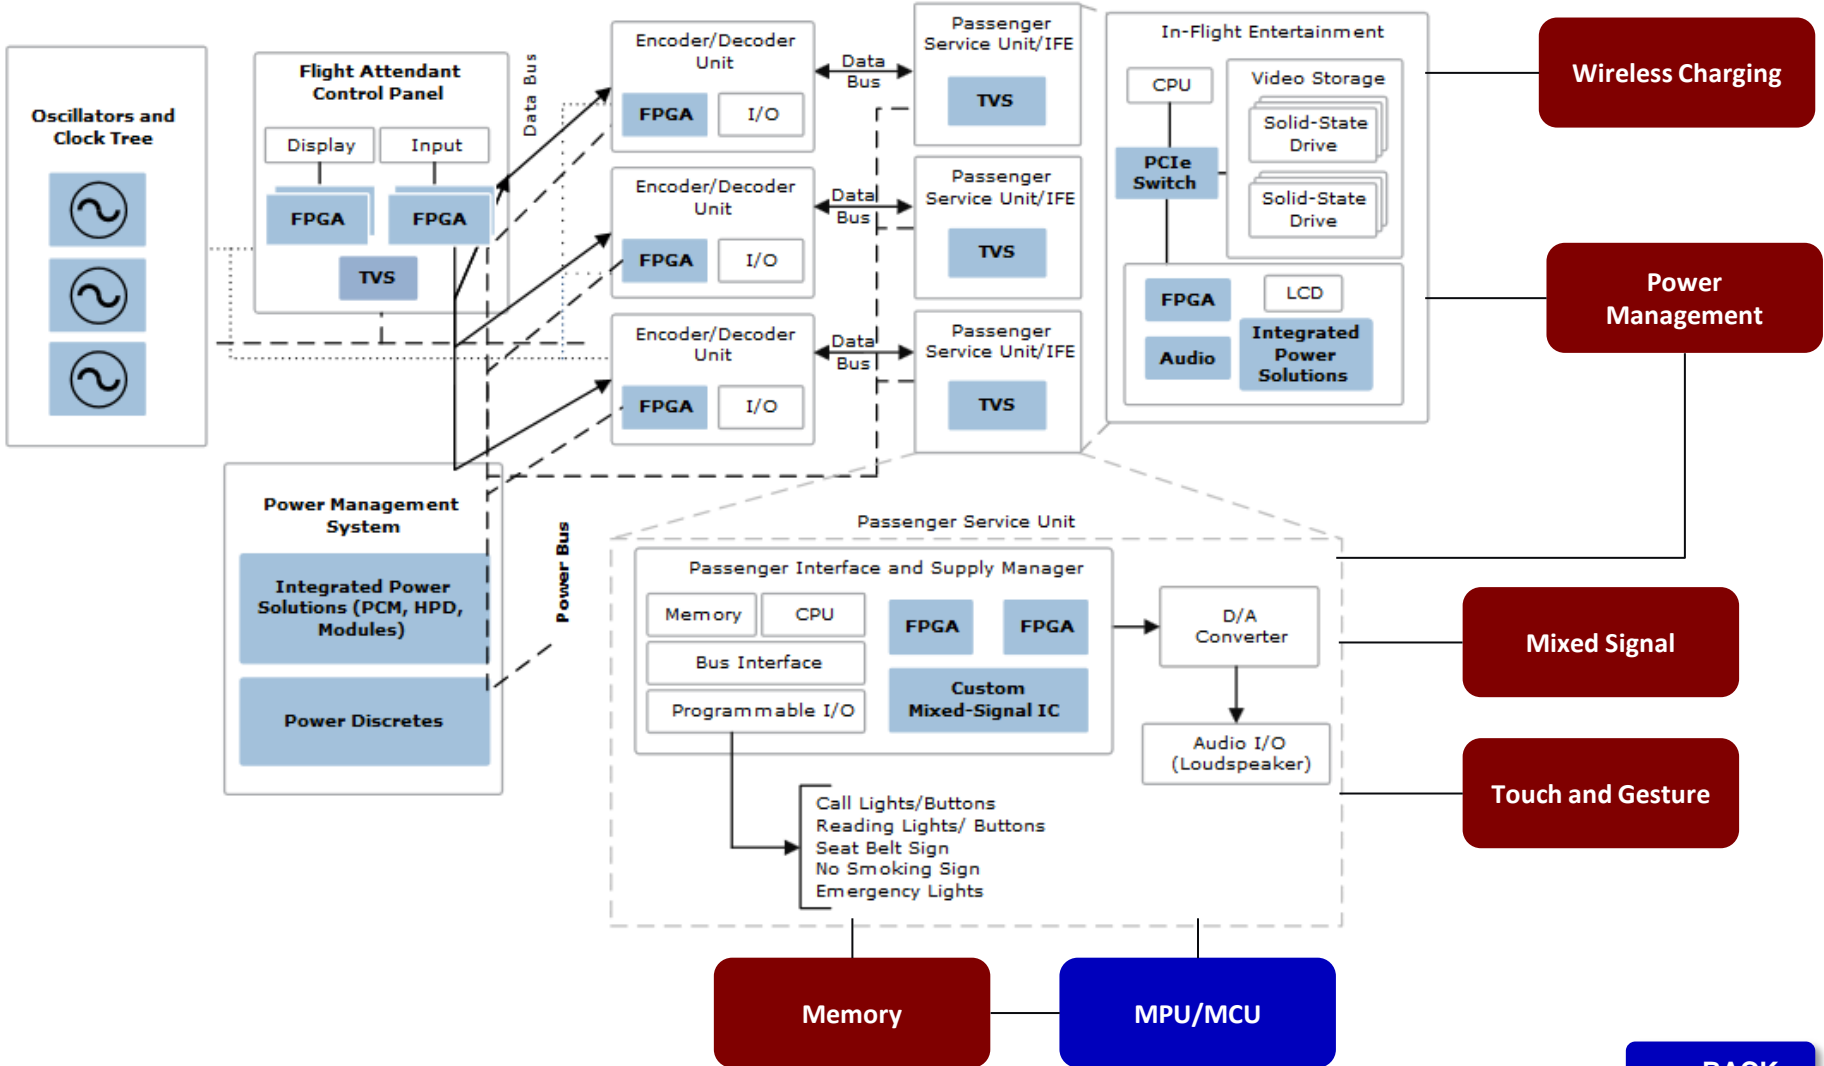 Oscillators and
Clock Tree
Flight Attendant
Control Panel
Display
Input
FPGA
FPGA
TVS
Data Bus
Encoder/Decoder
Unit
FPGA
I/O
Encoder/Decoder
Unit
FPGA
I/O
Encoder/Decoder
Unit
FPGA
I/O
Data
Bus
Data
Bus
Data
Bus
Passenger
Service Unit/IFE
TVS
Passenger
Service Unit/IFE
TVS
Passenger
Service Unit/IFE
TVS
In-Flight Entertainment
CPU
PCIe
Switch
Video Storage
Solid-State
Drive
Solid-State
Drive
FPGA
LCD
Audio
Integrated
Power
Solutions
Wireless Charging
Power
Management
Power Management
System
Integrated Power
Solutions (PCM, HPD,
Modules)
Power Discretes
Power Bus
Passenger Service Unit
Passenger Interface and Supply Manager
Memory
CPU
Bus Interface
Programmable I/O
FPGA
FPGA
Custom
Mixed-Signal IC
D/A
Converter
Audio I/O
(Loudspeaker)
Call Lights/Buttons
Reading Lights/ Buttons
Seat Belt Sign
No Smoking Sign
Emergency Lights
Mixed Signal
Touch and Gesture
Memory
MPU/MCU
BACK